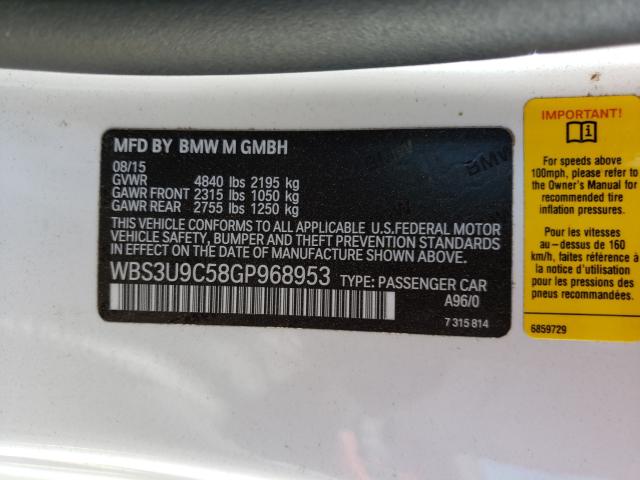 MFD BY BMW M GMBH
08/15
GVWR 4840 lbs 2195 kg
GAWR FRONT 2315 lbs 1050 kg
GAWR REAR 2755 lbs 1250 kg
THIS VEHICLE CONFORMS TO ALL APPLICABLE U.S.FEDERAL MOTOR
VEHICLE SAFETY, BUMPER AND THEFT PREVENTION STANDARDS
IN EFFECT ON THE DATE OF MANUFACTURE SHOWN ABOVE.
WBS3U9C58GP968953 TYPE: PASSENGER CAR
A96/0
7 315 814
BMW
IMPORTANT!
For speeds above
100mph, please refer to
the Owner's Manual for
recommended tire
inflation pressures.
Pour les vitesses
au-dessus de 160
km/h, faites référence à
l'utilisation pour les
pressions des pneus
pneus recommandées.
6859729